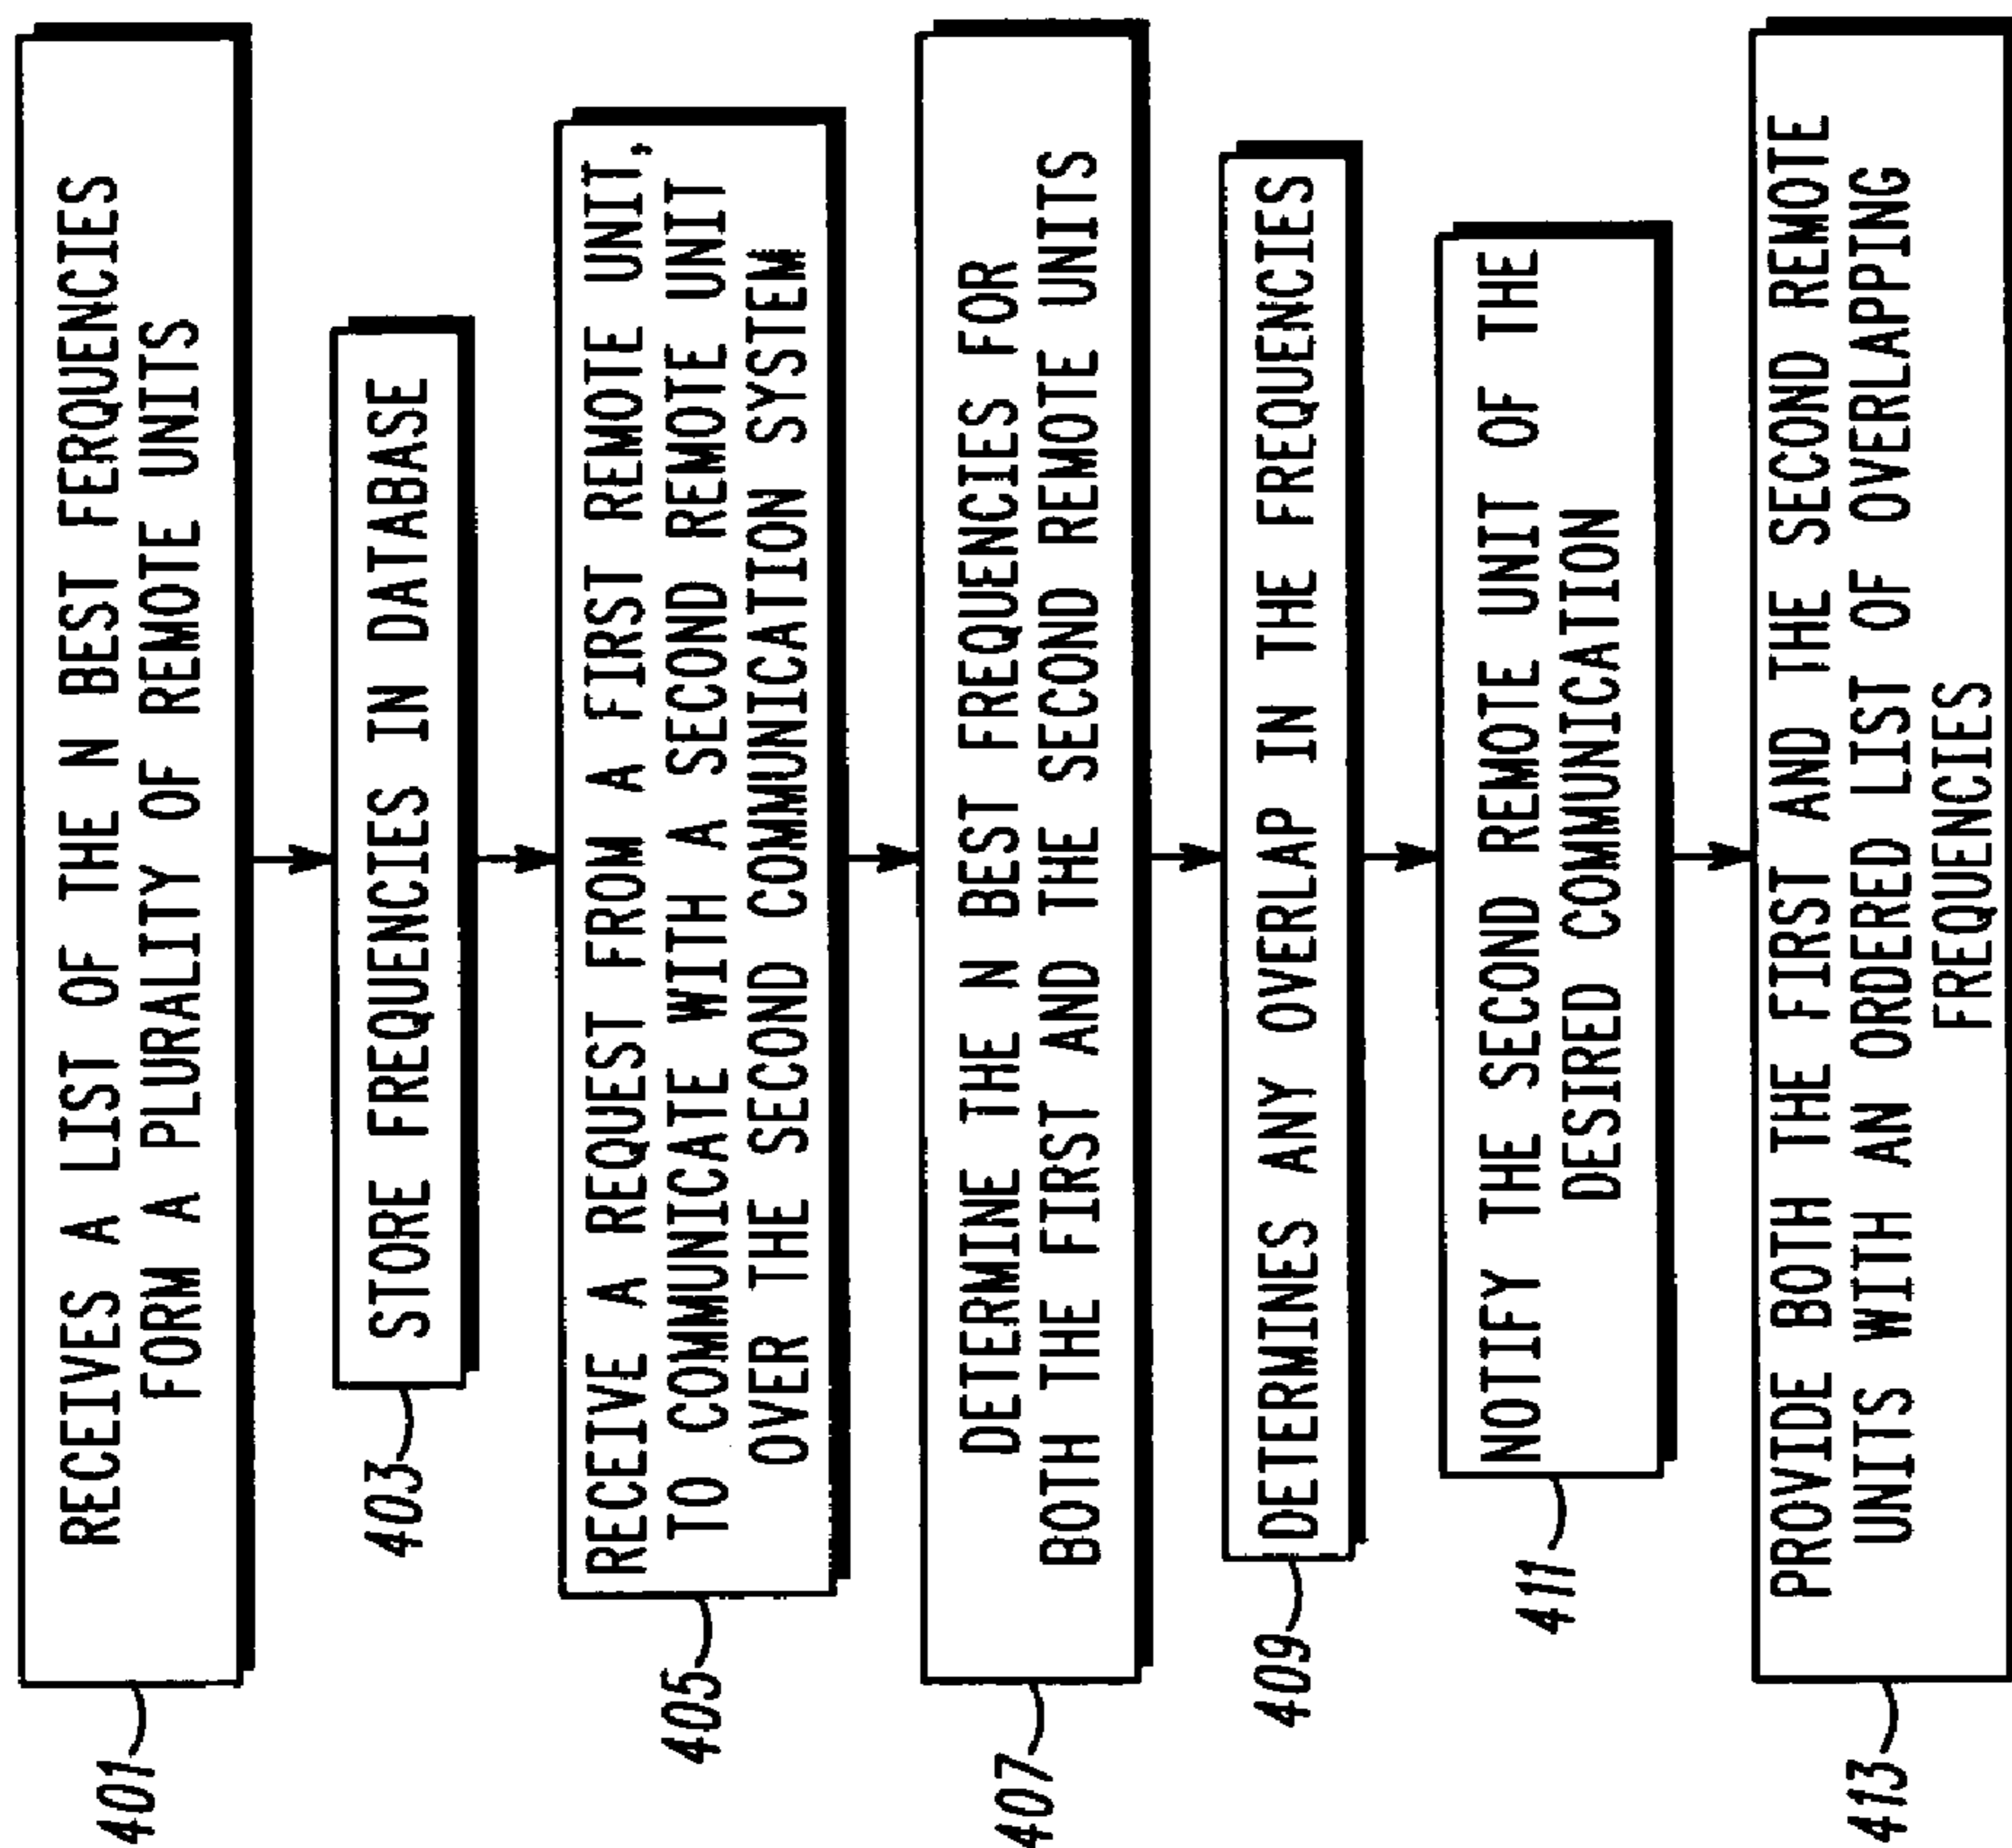 401
RECEIVES A LIST OF THE N BEST FERQUENCIES
FORM A PLURALITY OF REMOTE UNITS
403
STORE FREQUENCIES IN DATABASE
405
RECEIVE A REQUEST FROM A FIRST REMOTE UNIT,
TO COMMUNICATE WITH A SECOND REMOTE UNIT
OVER THE SECOND COMMUNICATION SYSTEM
407
DETERMINE THE N BEST FREQUENCIES FOR
BOTH THE FIRST AND THE SECOND REMOTE UNITS
409
DETERMINES ANY OVERLAP IN THE FREQUENCIES
411
NOTIFY THE SECOND REMOTE UNIT OF THE
DESIRED COMMUNICATION
413
PROVIDE BOTH THE FIRST AND THE SECOND REMOTE
UNITS WITH AN ORDERED LIST OF OVERLAPPING
FREQUENCIES